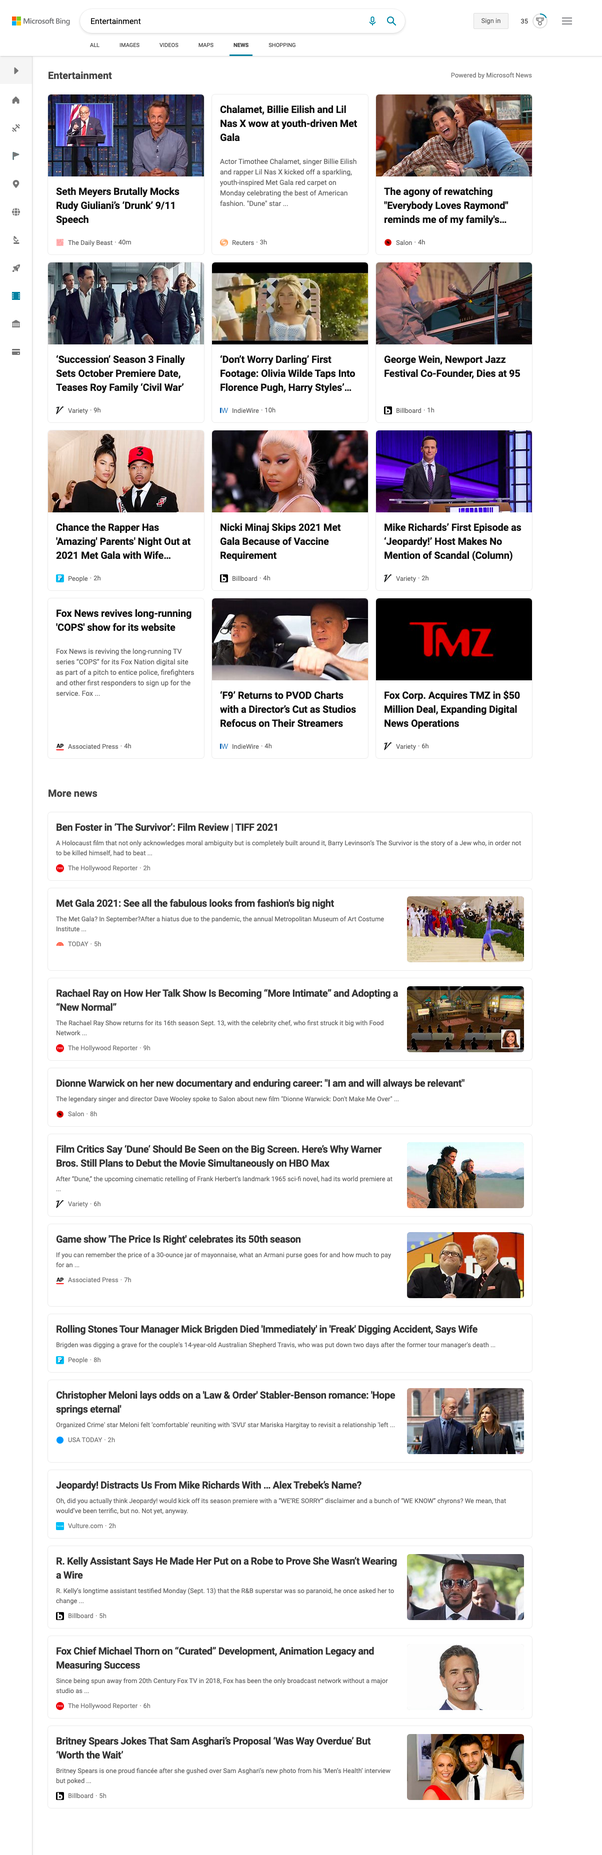 Microsoft Bing
Entertainment
Sign in
35
ALL
IMAGES
VIDEOS
MAPS
NEWS
SHOPPING
Entertainment
Powered by Microsoft News
Seth Meyers Brutally Mocks
Rudy Giuliani's 'Drunk' 9/11
Speech
The Daily Beast · 40m
Chalamet, Billie Eilish and Lil
Nas X wow at youth-driven Met
Gala
Actor Timothee Chalamet, singer Billie Eilish
and rapper Lil Nas X kicked off a sparkling,
youth-inspired Met Gala red carpet on
Monday celebrating the best of American
fashion. "Dune" star ...
Reuters · 3h
The agony of rewatching
"Everybody Loves Raymond"
reminds me of my family's...
Salon · 4h
'Succession' Season 3 Finally
Sets October Premiere Date,
Teases Roy Family 'Civil War'
Variety · 9h
'Don't Worry Darling' First
Footage: Olivia Wilde Taps Into
Florence Pugh, Harry Styles'...
IW IndieWire · 10h
George Wein, Newport Jazz
Festival Co-Founder, Dies at 95
b Billboard · 1h
3
Chance the Rapper Has
'Amazing' Parents' Night Out at
2021 Met Gala with Wife...
People · 2h
Nicki Minaj Skips 2021 Met
Gala Because of Vaccine
Requirement
b Billboard · 4h
Mike Richards' First Episode as
'Jeopardy!' Host Makes No
Mention of Scandal (Column)
Variety · 2h
Fox News revives long-running
'COPS' show for its website
Fox News is reviving the long-running TV
series "COPS" for its Fox Nation digital site
as part of a pitch to entice police, firefighters
and other first responders to sign up for the
service. Fox ...
AP Associated Press · 4h
'F9' Returns to PVOD Charts
with a Director's Cut as Studios
Refocus on Their Streamers
IW IndieWire · 4h
TMZ
Fox Corp. Acquires TMZ in $50
Million Deal, Expanding Digital
News Operations
Variety · 6h
More news
Ben Foster in 'The Survivor': Film Review | TIFF 2021
A Holocaust film that not only acknowledges moral ambiguity but is completely built around it, Barry Levinson's The Survivor is the story of a Jew who, in order not
to be killed himself, had to beat ...
The Hollywood Reporter · 2h
Met Gala 2021: See all the fabulous looks from fashion's big night
The Met Gala? In September?After a hiatus due to the pandemic, the annual Metropolitan Museum of Art Costume
Institute ...
TODAY · 5h
Rachael Ray on How Her Talk Show Is Becoming "More Intimate" and Adopting a
"New Normal"
The Rachael Ray Show returns for its 16th season Sept. 13, with the celebrity chef, who first struck it big with Food
Network ...
The Hollywood Reporter · 9h
Dionne Warwick on her new documentary and enduring career: "I am and will always be relevant"
The legendary singer and director Dave Wooley spoke to Salon about new film "Dionne Warwick: Don't Make Me Over" ...
Salon · 8h
Film Critics Say 'Dune' Should Be Seen on the Big Screen. Here's Why Warner
Bros. Still Plans to Debut the Movie Simultaneously on HBO Max
After "Dune," the upcoming cinematic retelling of Frank Herbert's landmark 1965 sci-fi novel, had its world premiere at
...
Variety · 6h
Game show 'The Price Is Right' celebrates its 50th season
If you can remember the price of a 30-ounce jar of mayonnaise, what an Armani purse goes for and how much to pay
for an ...
AP Associated Press · 7h
Rolling Stones Tour Manager Mick Brigden Died 'Immediately' in 'Freak' Digging Accident, Says Wife
Brigden was digging a grave for the couple's 14-year-old Australian Shepherd Travis, who was put down two days after the former tour manager's death ...
People · 8h
Christopher Meloni lays odds on a 'Law & Order' Stabler-Benson romance: 'Hope
springs eternal'
Organized Crime' star Meloni felt 'comfortable' reuniting with 'SVU' star Mariska Hargitay to revisit a relationship 'left ...
USA TODAY · 2h
Jeopardy! Distracts Us From Mike Richards With ... Alex Trebek's Name?
Oh, did you actually think Jeopardy! would kick off its season premiere with a "WE'RE SORRY" disclaimer and a bunch of "WE KNOW" chyrons? We mean, that
would've been terrific, but no. Not yet, anyway.
Vulture.com · 2h
R. Kelly Assistant Says He Made Her Put on a Robe to Prove She Wasn't Wearing
a Wire
R. Kelly's longtime assistant testified Monday (Sept. 13) that the R&B superstar was so paranoid, he once asked her to
change ...
b Billboard · 5h
Fox Chief Michael Thorn on "Curated" Development, Animation Legacy and
Measuring Success
Since being spun away from 20th Century Fox TV in 2018, Fox has been the only broadcast network without a major
studio as ...
The Hollywood Reporter · 6h
Britney Spears Jokes That Sam Asghari's Proposal 'Was Way Overdue' But
'Worth the Wait'
Britney Spears is one proud fiancée after she gushed over Sam Asghari's new photo from his 'Men's Health' interview
but poked ...
b Billboard · 5h